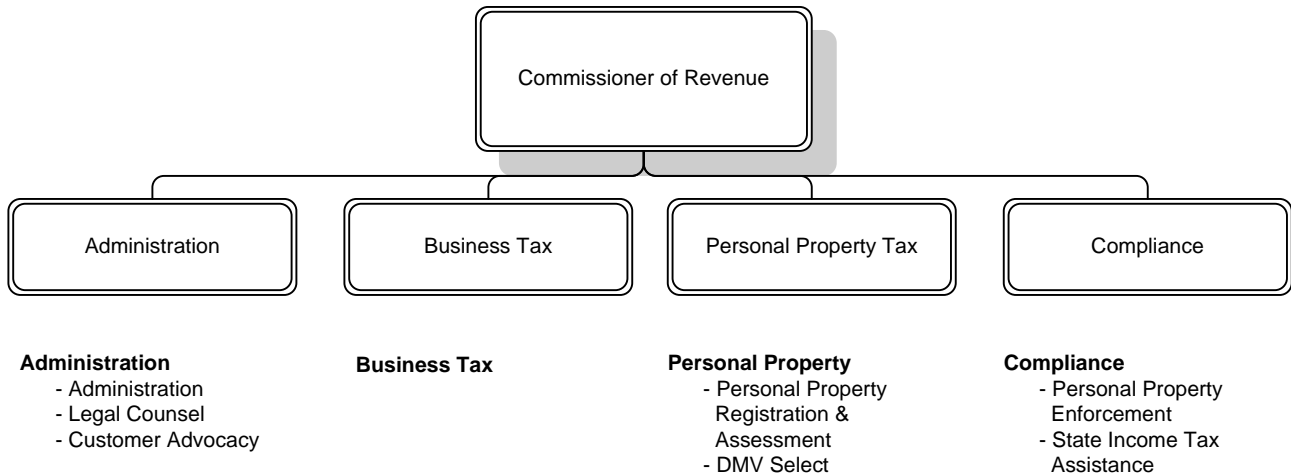 Commissioner of Revenue
Administration
Business Tax
Personal Property Tax
Compliance
Administration
- Administration
- Legal Counsel
- Customer Advocacy
Business Tax
Personal Property
- Personal Property
Registration &
Assessment
- DMV Select
Compliance
- Personal Property
Enforcement
- State Income Tax
Assistance